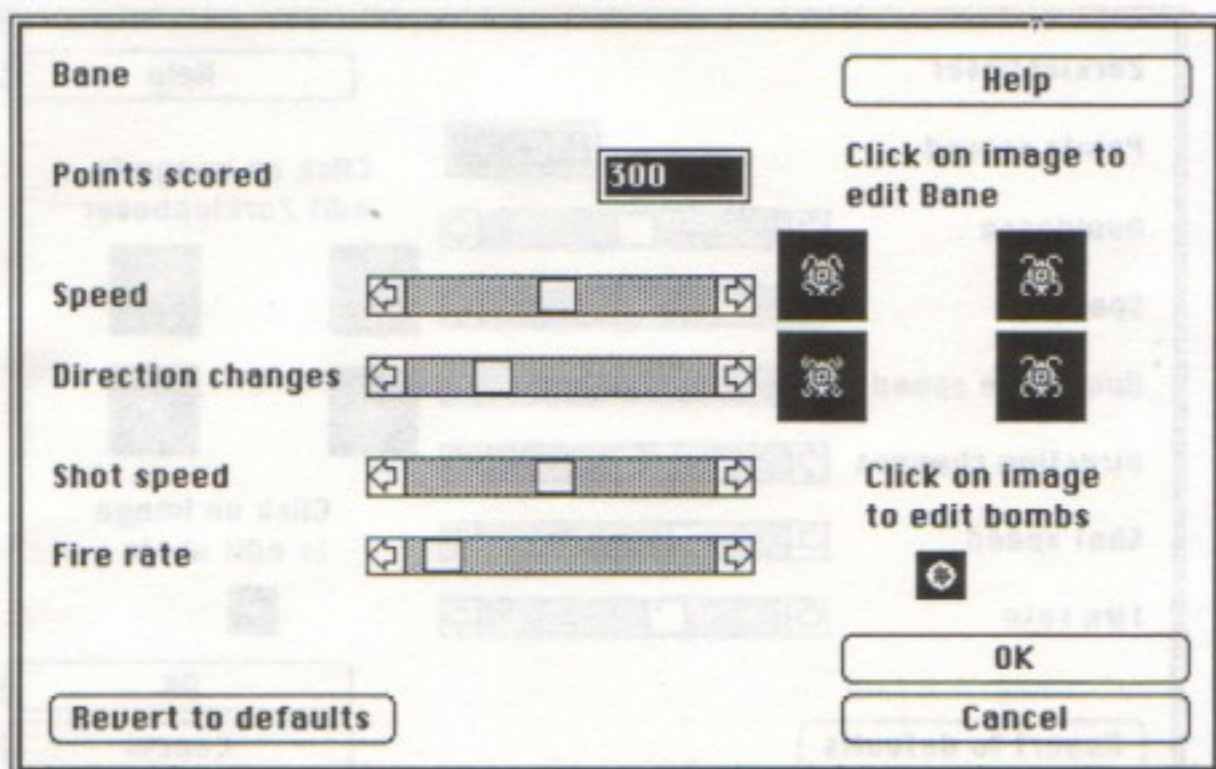 Bane
Help
Points scored
300
Click on image to
edit Bane
Speed
Direction changes
Shot speed
Click on image
to edit bombs
Fire rate
OK
Revert to defaults
Cancel